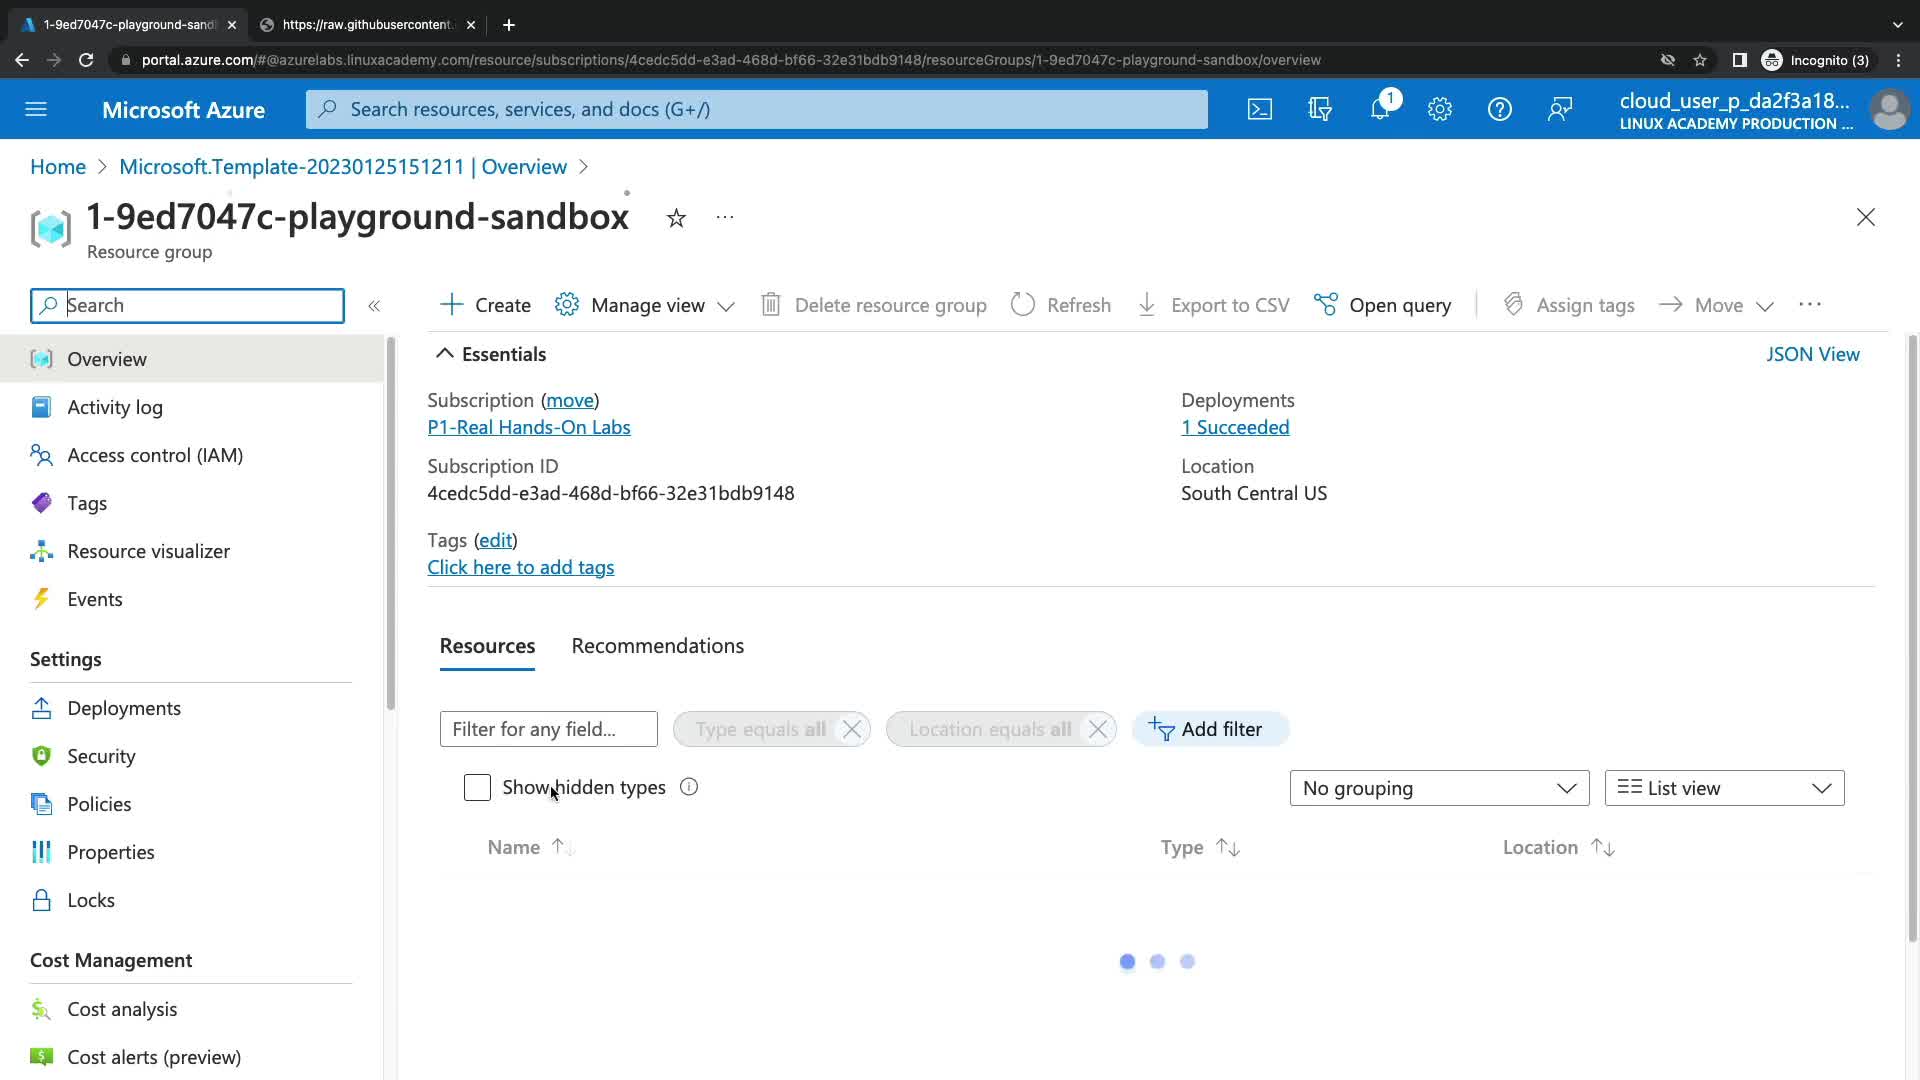 1-9ed7047c-playground-sand
https://raw.githubusercontent.
portal.azure.com/#@azurelabs.linuxacademy.com/resource/subscriptions/4cedc5dd-e3ad-468d-bf66-32e31bdb9148/resourceGroups/1-9ed7047c-playground-sandbox/overview
Incognito (3)
Microsoft Azure
Search resources, services, and docs (G+/)
1
cloud_user_p_da2f3a18...
LINUX ACADEMY PRODUCTION ...
Home > Microsoft.Template-20230125151211 | Overview >
1-9ed7047c-playground-sandbox
Resource group
Search
Create
Manage view
Delete resource group
Refresh
Export to CSV
Open query
Assign tags
Move
Overview
Activity log
Access control (IAM)
Tags
Resource visualizer
Events
Settings
Deployments
Security
Policies
Properties
Locks
Cost Management
Cost analysis
Cost alerts (preview)
Essentials
JSON View
Subscription (move)
P1-Real Hands-On Labs
Subscription ID
4cedc5dd-e3ad-468d-bf66-32e31bdb9148
Tags (edit)
Click here to add tags
Deployments
1 Succeeded
Location
South Central US
Resources
Recommendations
Filter for any field...
Type equals all
Location equals all
Add filter
Show hidden types
No grouping
List view
Name
Type
Location